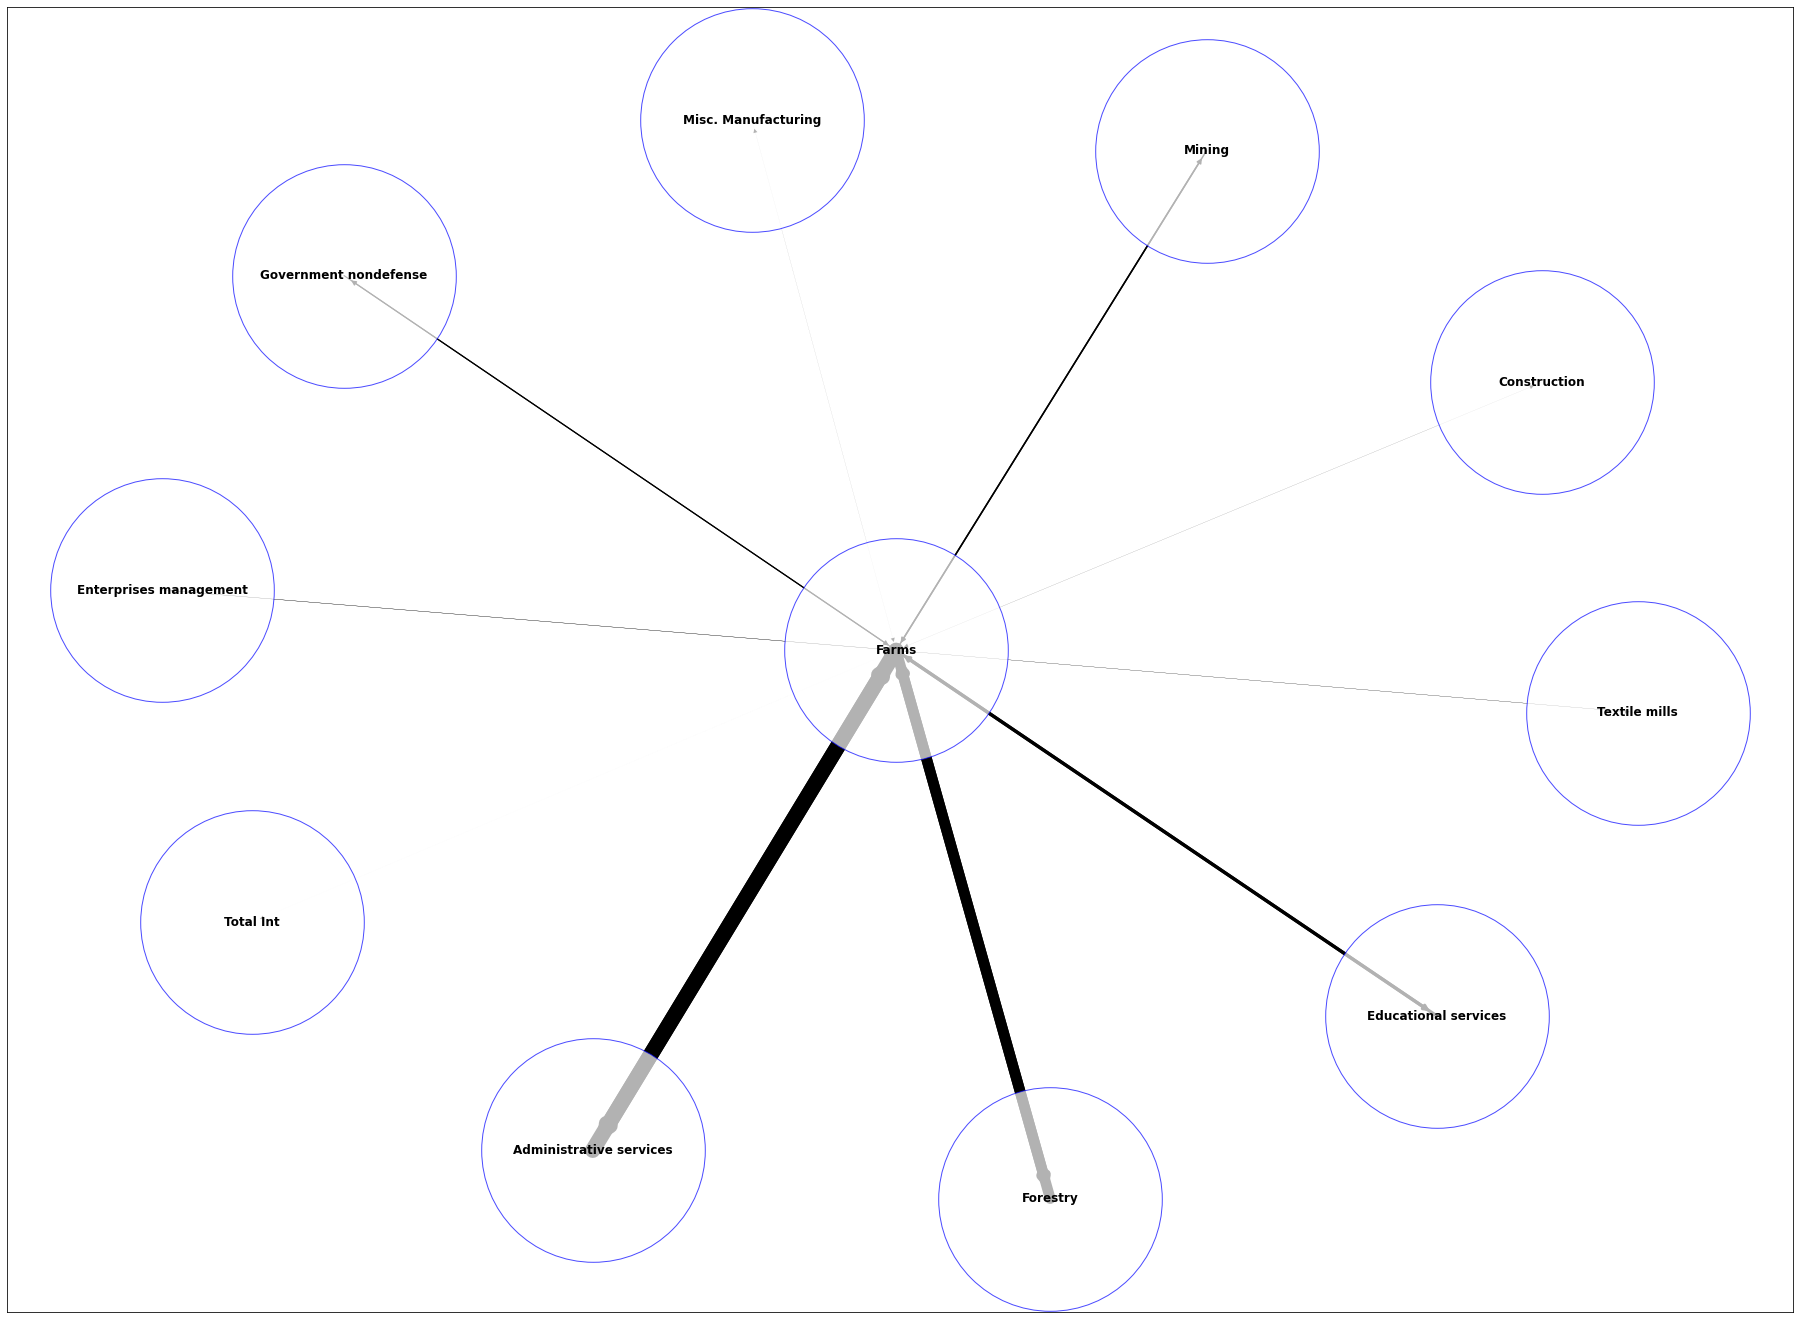 Misc. Manufacturing
Mining
Government nondefense
Construction
Enterprises management
Farms
Textile mills
Total Int
Educational services
Administrative services
Forestry